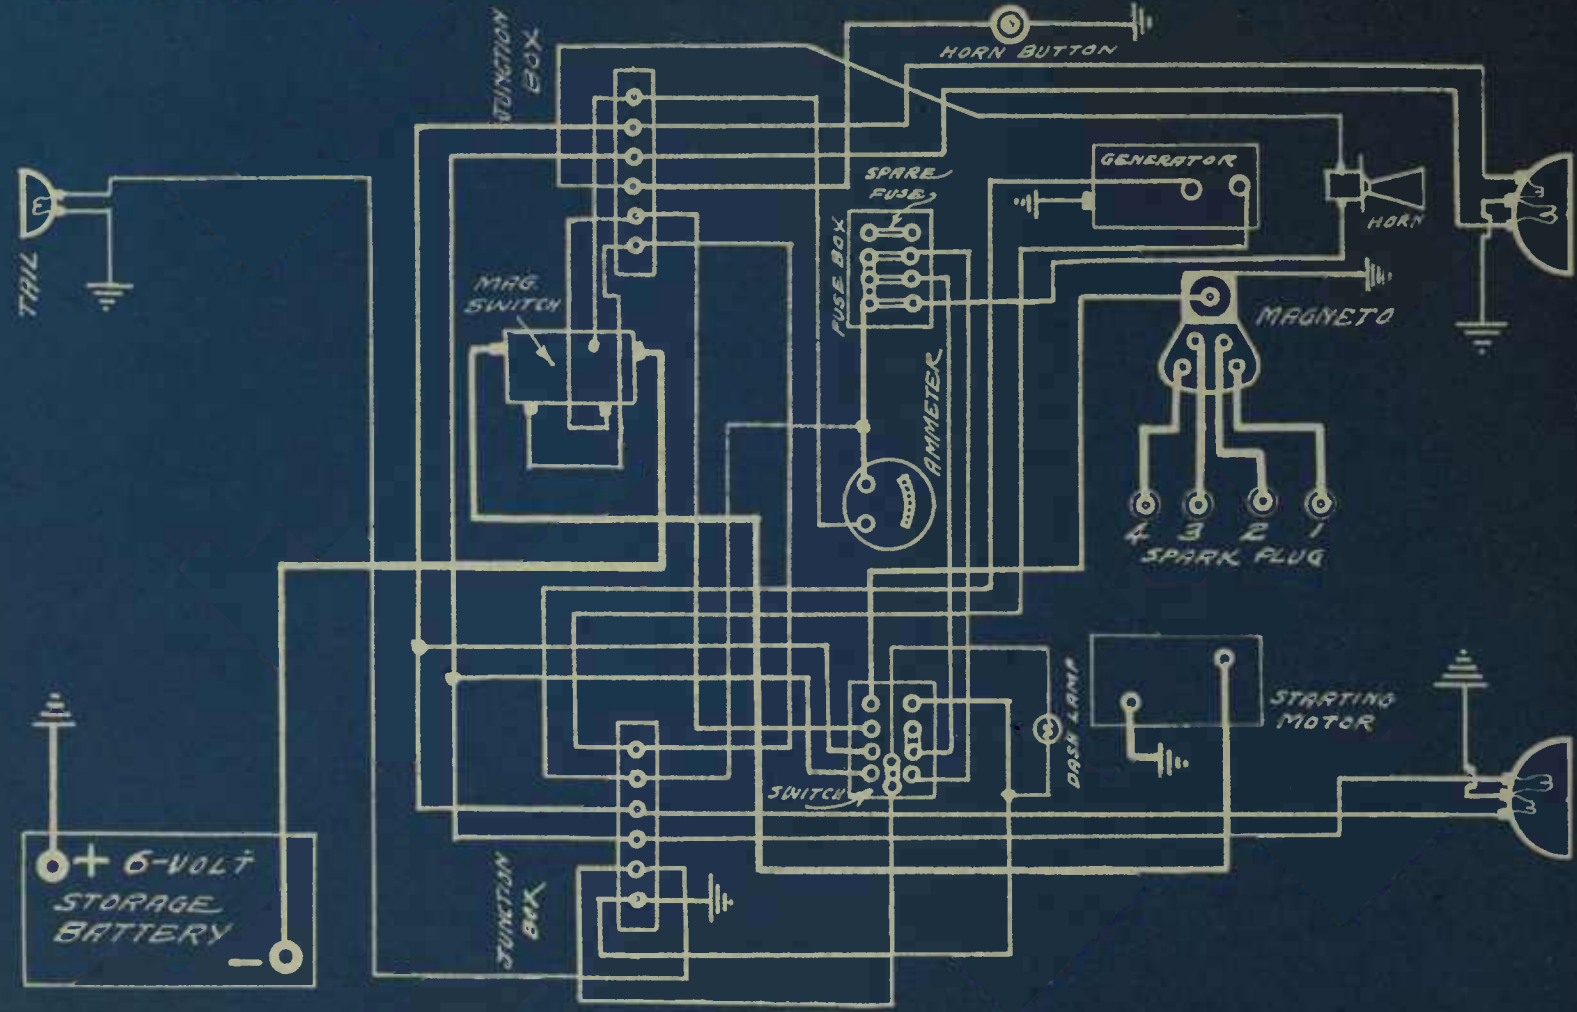 JUNCTION
BOX
HORN BUTTON
SPARE
FUSE
GENERATOR
HORN
TAIL
MAG.
SWITCH
FUSE BOX
MAGNETO
AMMETER
4 3 2 1
SPARK PLUG
DASH LAMP
STARTING
MOTOR
SWITCH
+ 6-VOLT
STORAGE
BATTERY
-
JUNCTION
BOX